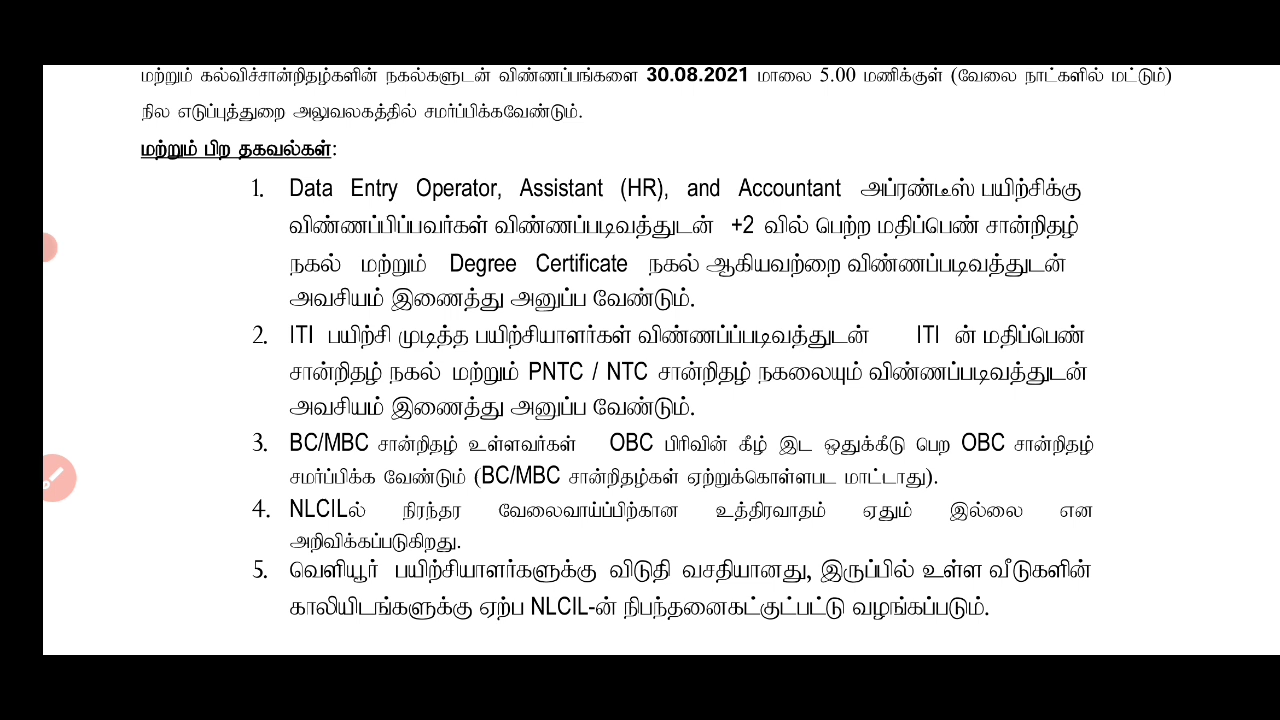 மற்றும் கல்விச்சான்றிதழ்களின் நகல்களுடன் விண்ணப்பங்களை 30.08.2021 மாலை 5.00 மணிக்குள் (வேலை நாட்களில் மட்டும்)
நில எடுப்புத்துறை அலுவலகத்தில் சமர்ப்பிக்கவேண்டும்.
மற்றும் பிற தகவல்கள்:
1. Data Entry Operator, Assistant (HR), and Accountant அப்ரண்டீஸ் பயிற்சிக்கு
விண்ணப்பிப்பவர்கள் விண்ணப்படிவத்துடன் +2 வில் பெற்ற மதிப்பெண் சான்றிதழ்
நகல் மற்றும் Degree Certificate நகல் ஆகியவற்றை விண்ணப்படிவத்துடன்
அவசியம் இணைத்து அனுப்ப வேண்டும்.
2. ITI பயிற்சி முடித்த பயிற்சியாளர்கள் விண்ணப்ப்படிவத்துடன் ITI ன் மதிப்பெண்
சான்றிதழ் நகல் மற்றும் PNTC / NTC சான்றிதழ் நகலையும் விண்ணப்படிவத்துடன்
அவசியம் இணைத்து அனுப்ப வேண்டும்.
3. BC/MBC சான்றிதழ் உள்ளவர்கள் OBC பிரிவின் கீழ் இட ஒதுக்கீடு பெற OBC சான்றிதழ்
சமர்ப்பிக்க வேண்டும் (BC/MBC சான்றிதழ்கள் ஏற்றுக்கொள்ளபட மாட்டாது).
4. NLCILல் நிரந்தர வேலைவாய்ப்பிற்கான உத்திரவாதம் ஏதும் இல்லை என
அறிவிக்கப்படுகிறது.
5. வெளியூர் பயிற்சியாளர்களுக்கு விடுதி வசதியானது, இருப்பில் உள்ள வீடுகளின்
காலியிடங்களுக்கு ஏற்ப NLCIL-ன் நிபந்தனைகட்குட்பட்டு வழங்கப்படும்.